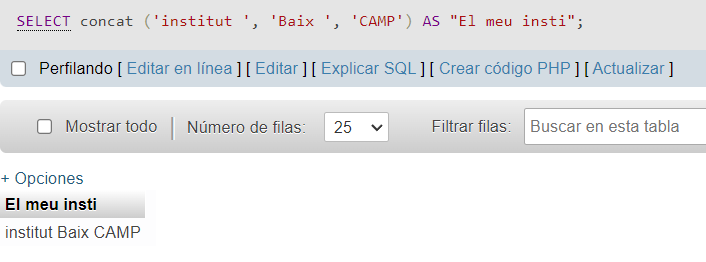 SELECT concat ('institut ', 'Baix ', 'CAMP') AS "El meu insti";
Perfilando [ Editar en línea ] [ Editar ] [ Explicar SQL ] [ Crear código PHP ] [ Actualizar ]
Mostrar todo Número de filas: 25 Filtrar filas: Buscar en esta tabla
+ Opciones
El meu insti
institut Baix CAMP